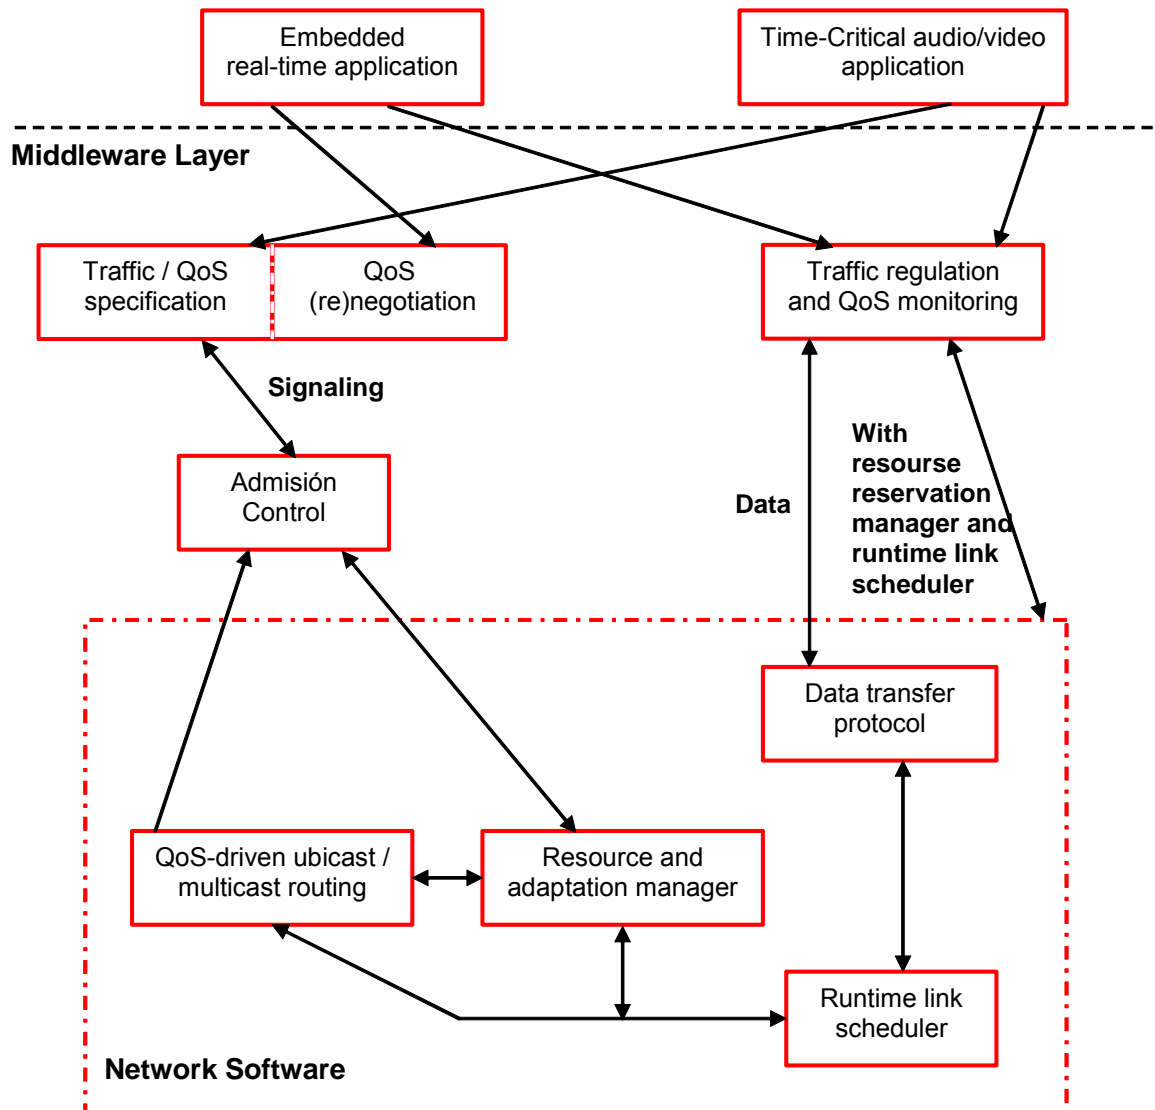 Embedded
real-time application
Time-Critical audio/video
application
Middleware Layer
Traffic / QoS
specification
QoS
(re)negotiation
Traffic regulation
and QoS monitoring
Signaling
Admisión
Control
Data
With
resourse
reservation
manager and
runtime link
scheduler
Data transfer
protocol
QoS-driven ubicast /
multicast routing
Resource and
adaptation manager
Runtime link
scheduler
Network Software